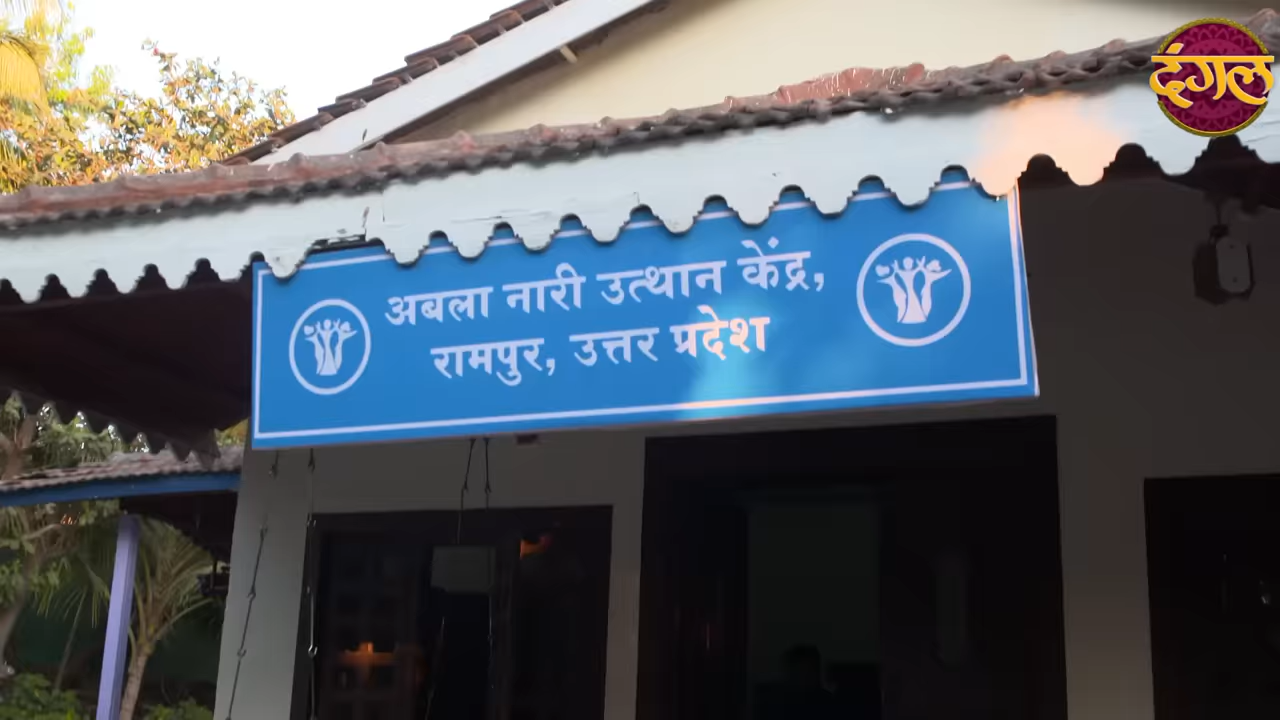 दंगल
अबला नारी उत्थान केंद्र,
रामपुर, उत्तर प्रदेश